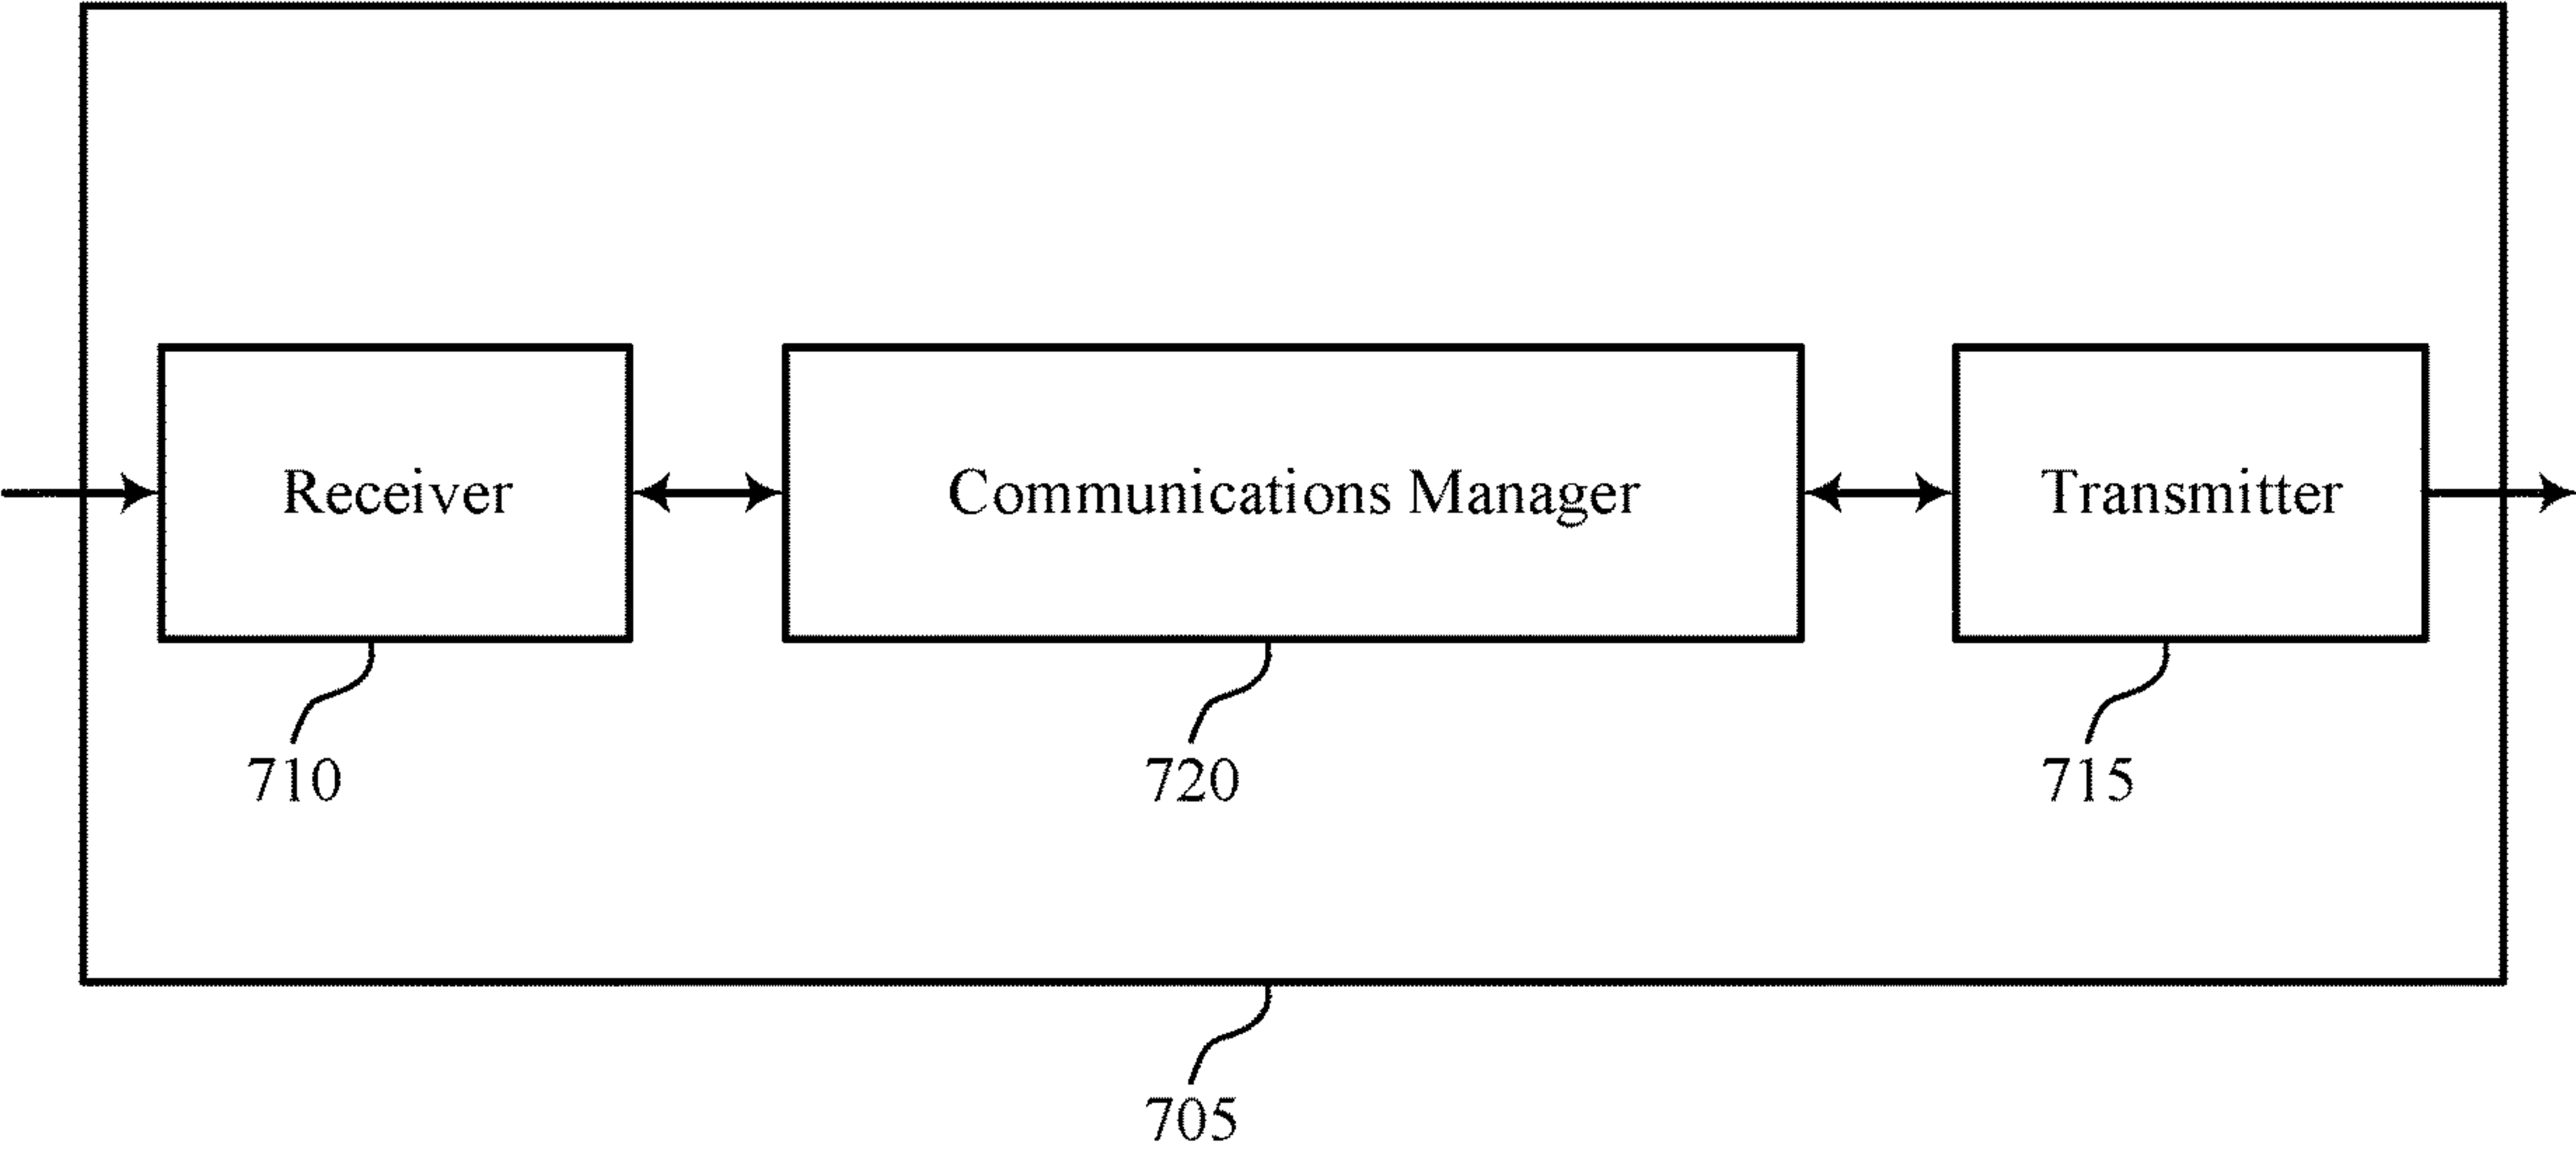 Receiver
Communications Manager
Transmitter
710
720
715
705